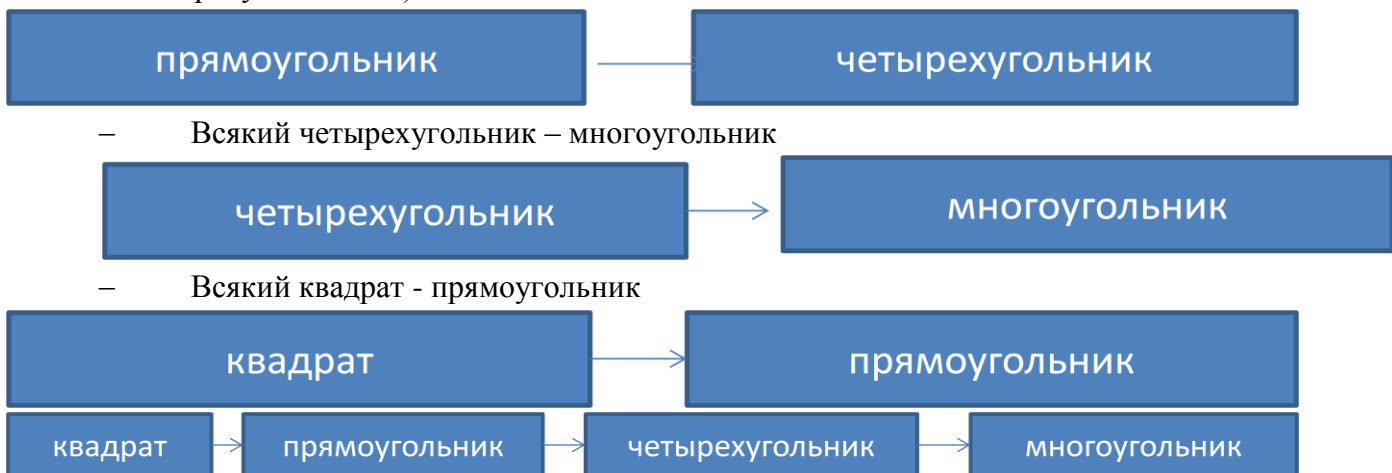 прямоугольник четырехугольник
– Всякий четырехугольник – многоугольник
четырехугольник многоугольник
– Всякий квадрат - прямоугольник
квадрат прямоугольник
квадрат прямоугольник четырехугольник многоугольник